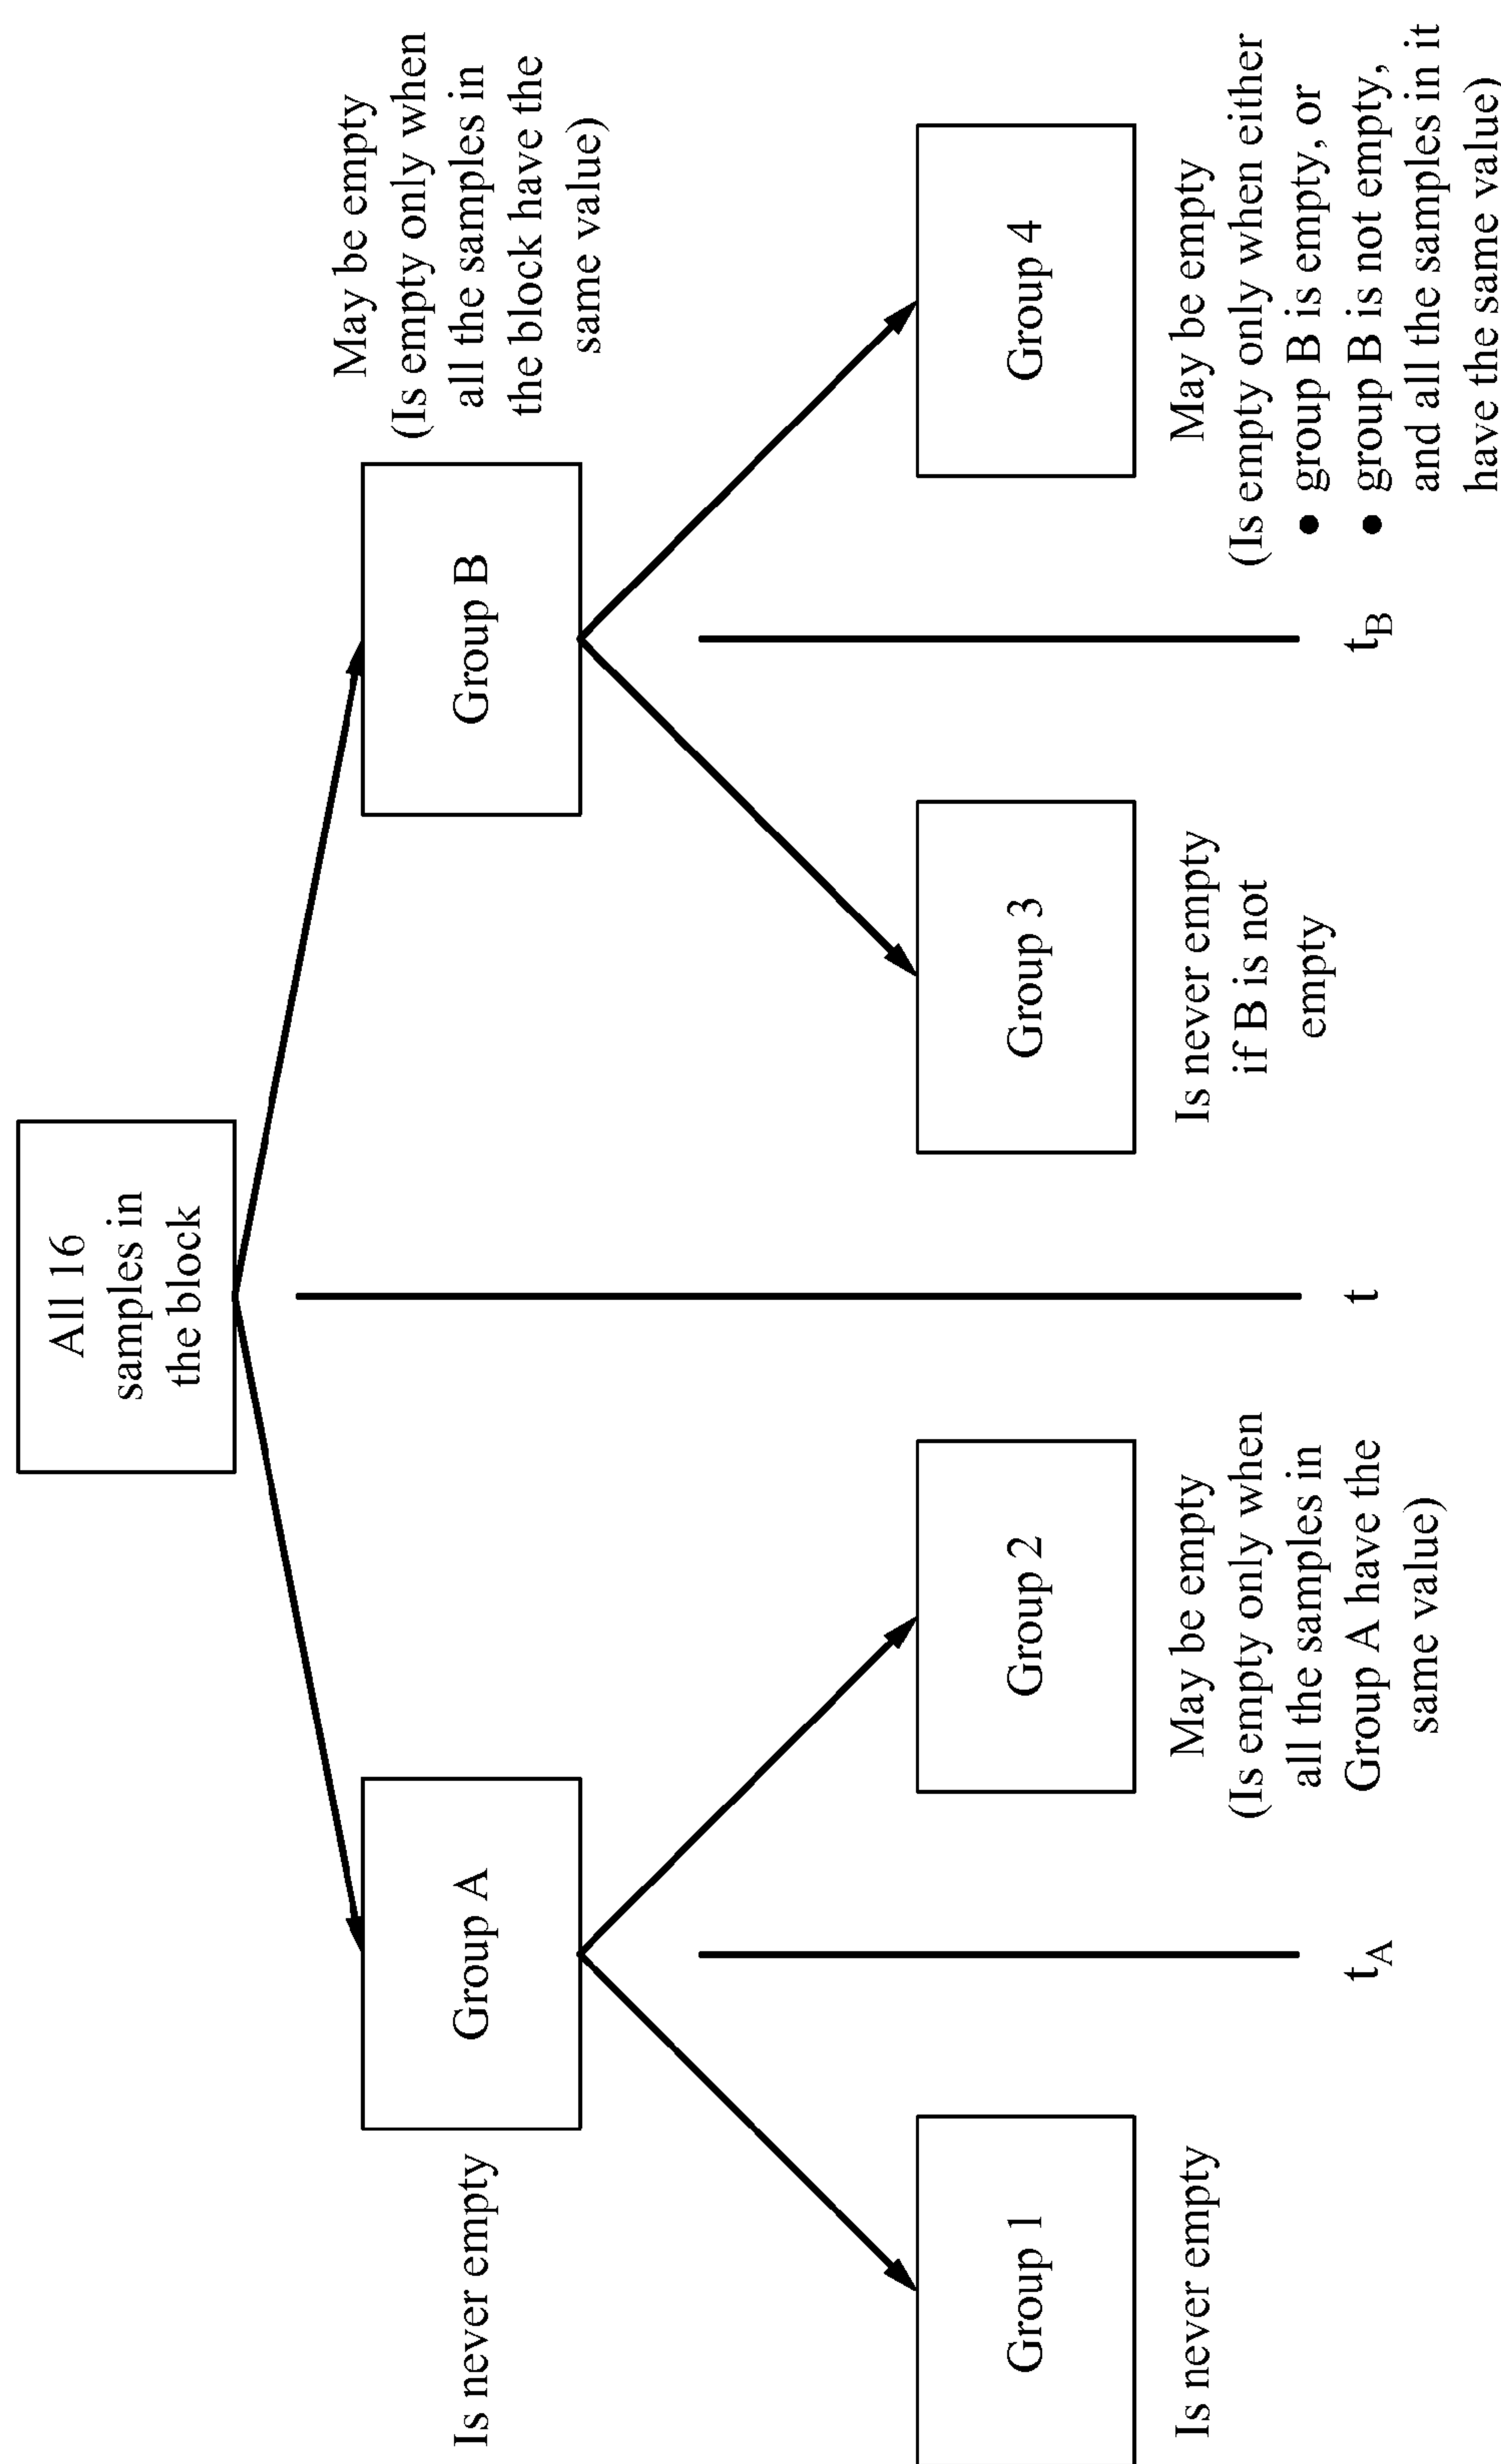 All 16
samples in
the block
Is never empty
Group A
Group B
May be empty
(Is empty only when
all the samples in
the block have the
same value)
Group 1
Group 2
Group 3
Group 4
Is never empty
May be empty
(Is empty only when
all the samples in
Group A have the
same value)
Is never empty
if B is not
empty
May be empty
(Is empty only when either
• group B is empty, or
• group B is not empty,
and all the samples in it
have the same value)
tA
t
tB